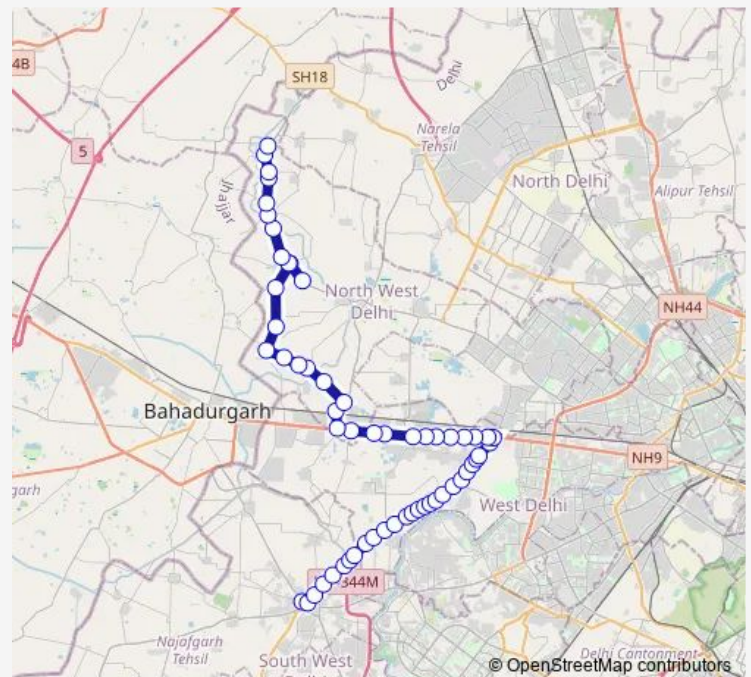 4B
SH18
Delhi
Narela
Tehsil
5
North Delhi
Alipur Tehsil
Jhajjar
North West
Delhi
NH44
Bahadurgarh
NH9
garh
West Delhi
344M
Najafgarh
Tehsil
South West
Delhi Cantonment
© OpenStreetMap contributors